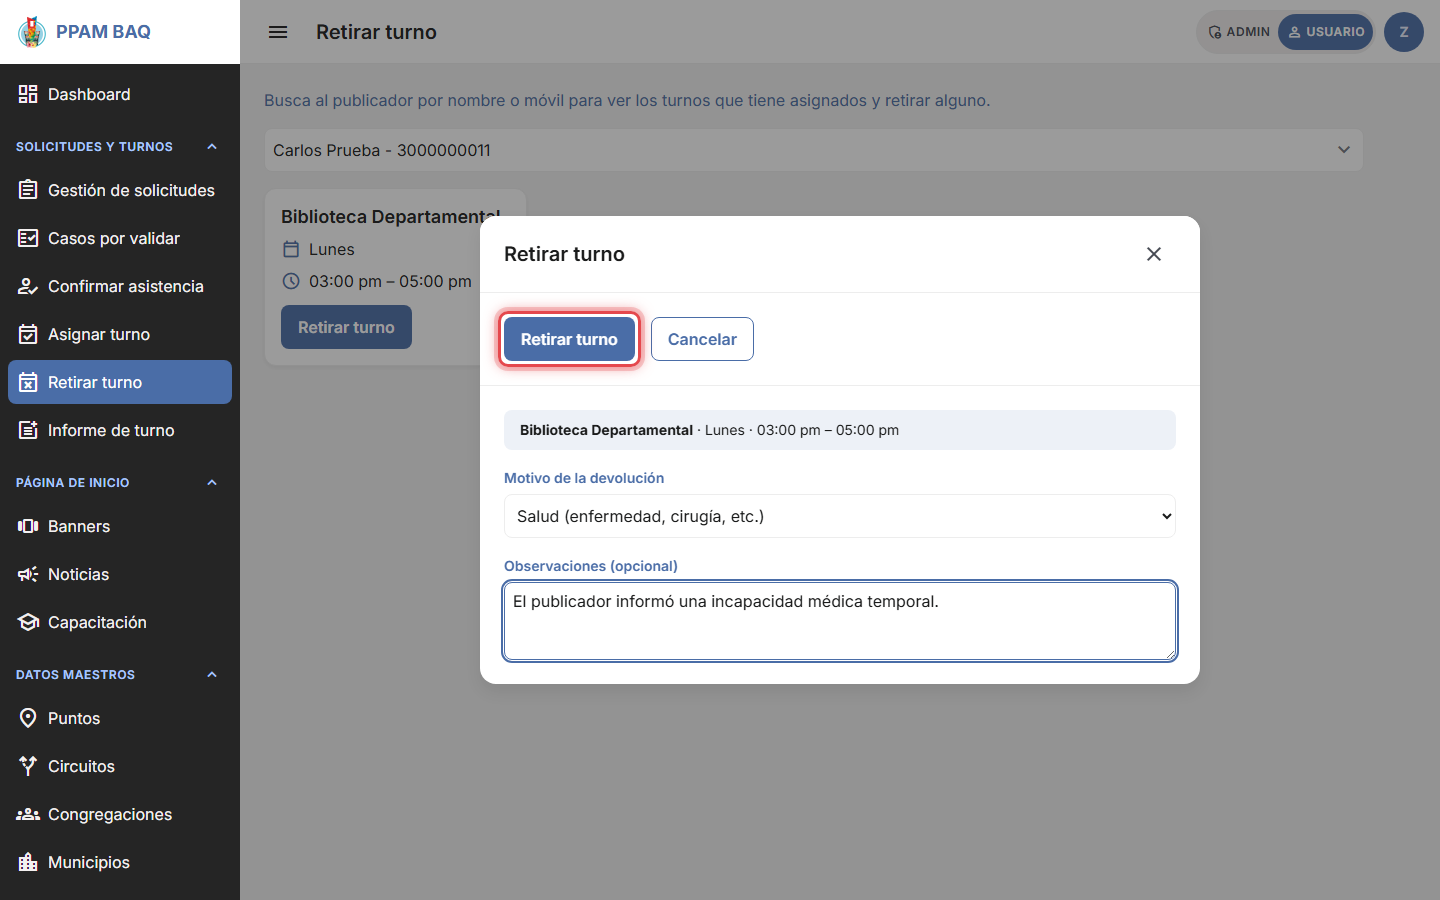 PPAM BAQ
Retirar turno
ADMIN
USUARIO
Z
Dashboard
SOLICITUDES Y TURNOS
Gestión de solicitudes
Casos por validar
Confirmar asistencia
Asignar turno
Retirar turno
Informe de turno
PÁGINA DE INICIO
Banners
Noticias
Capacitación
DATOS MAESTROS
Puntos
Circuitos
Congregaciones
Municipios
Busca al publicador por nombre o móvil para ver los turnos que tiene asignados y retirar alguno.
Carlos Prueba - 3000000011
Biblioteca Departamental
Lunes
03:00 pm – 05:00 pm
Retirar turno
Retirar turno
Retirar turno
Cancelar
Biblioteca Departamental · Lunes · 03:00 pm – 05:00 pm
Motivo de la devolución
Salud (enfermedad, cirugía, etc.)
Observaciones (opcional)
El publicador informó una incapacidad médica temporal.